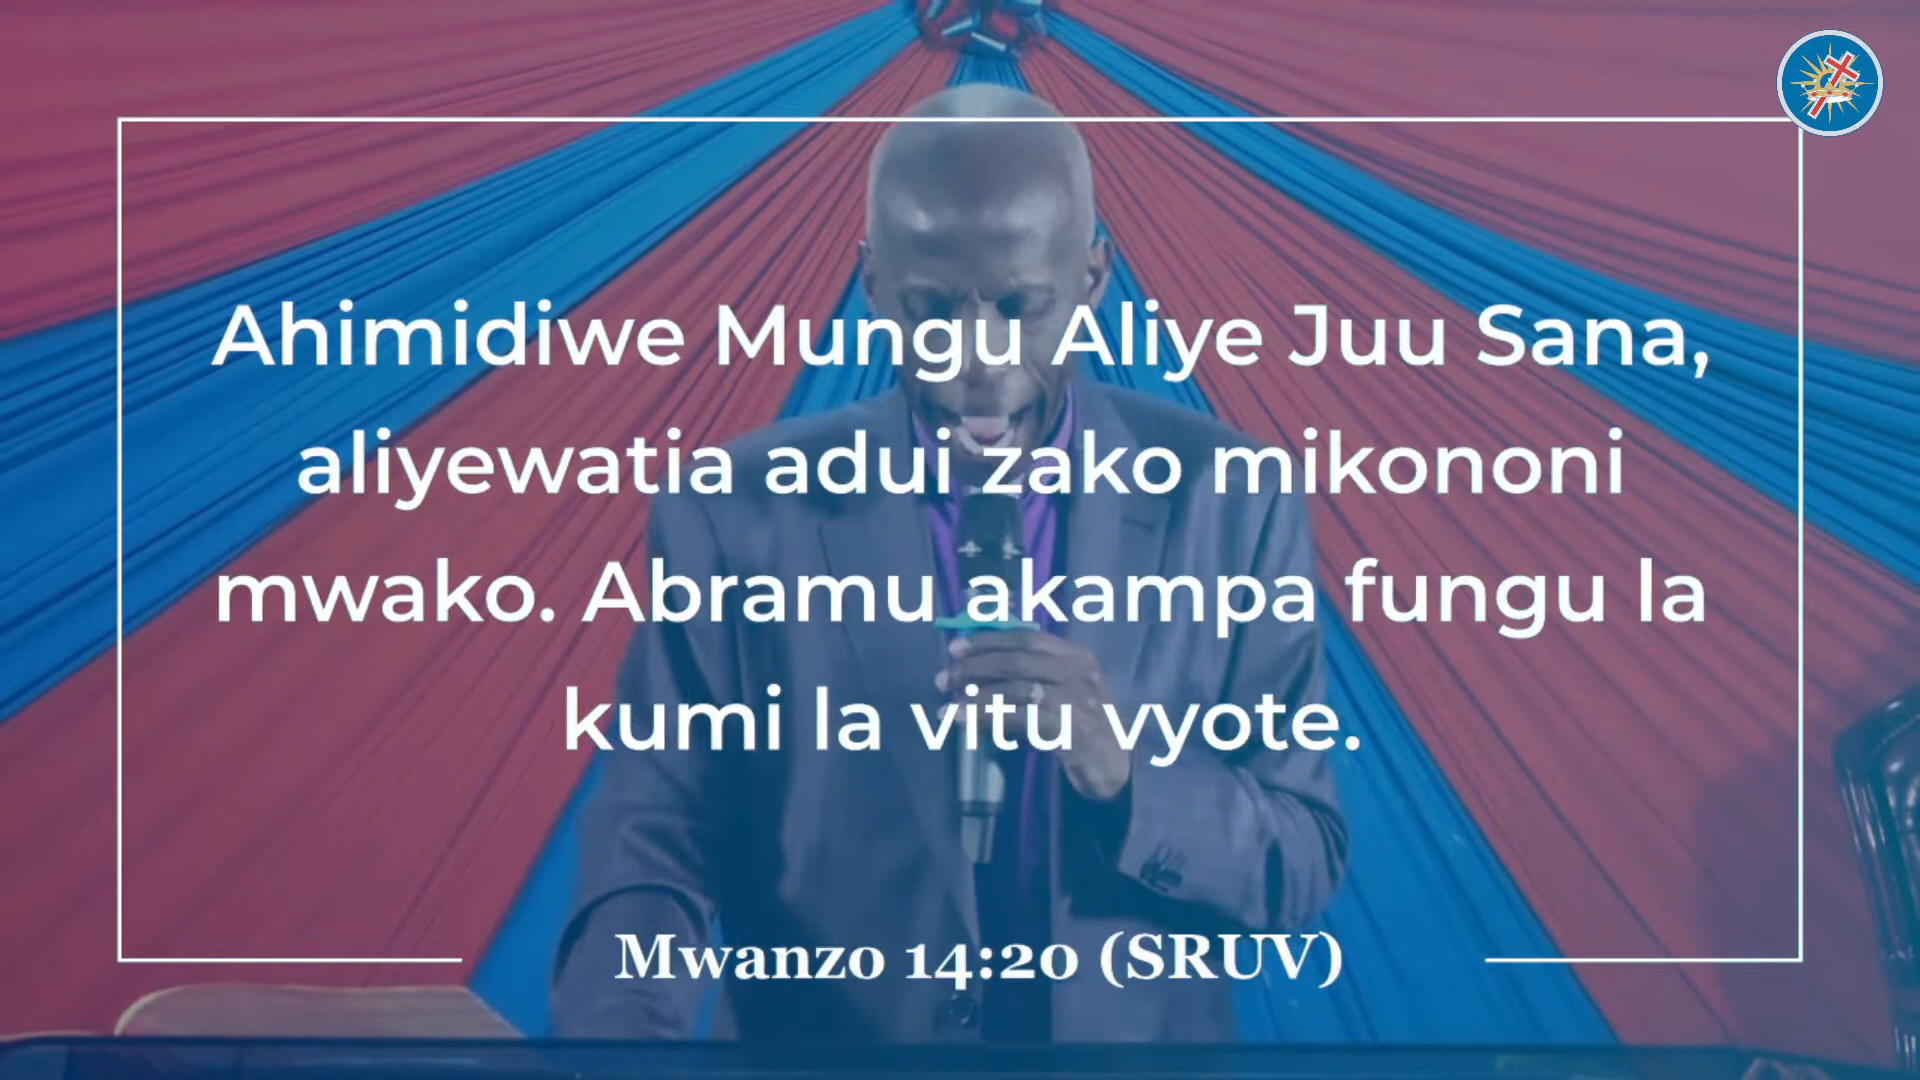 Ahimidiwe Mungu Aliye Juu Sana,
aliyewatia adui zako mikononi
mwako. Abramu akampa fungu la
kumi la vitu vyote.
Mwanzo 14:20 (SRUV)